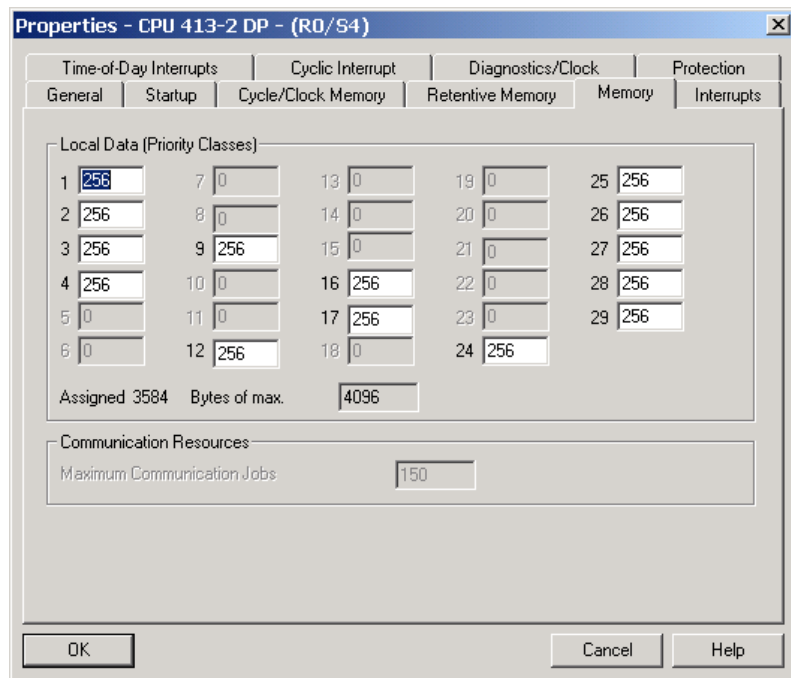 Properties - CPU 413-2 DP - (R0/S4)
Time-of-Day Interrupts Cyclic Interrupt Diagnostics/Clock Protection
General Startup Cycle/Clock Memory Retentive Memory Memory Interrupts
Local Data (Priority Classes)
1 256 7 0 13 0 19 0 25 256
2 256 8 0 14 0 20 0 26 256
3 256 9 256 15 0 21 0 27 256
4 256 10 0 16 256 22 0 28 256
5 0 11 0 17 256 23 0 29 256
6 0 12 256 18 0 24 256
Assigned 3584 Bytes of max. 4096
Communication Resources
Maximum Communication Jobs 150
OK Cancel Help